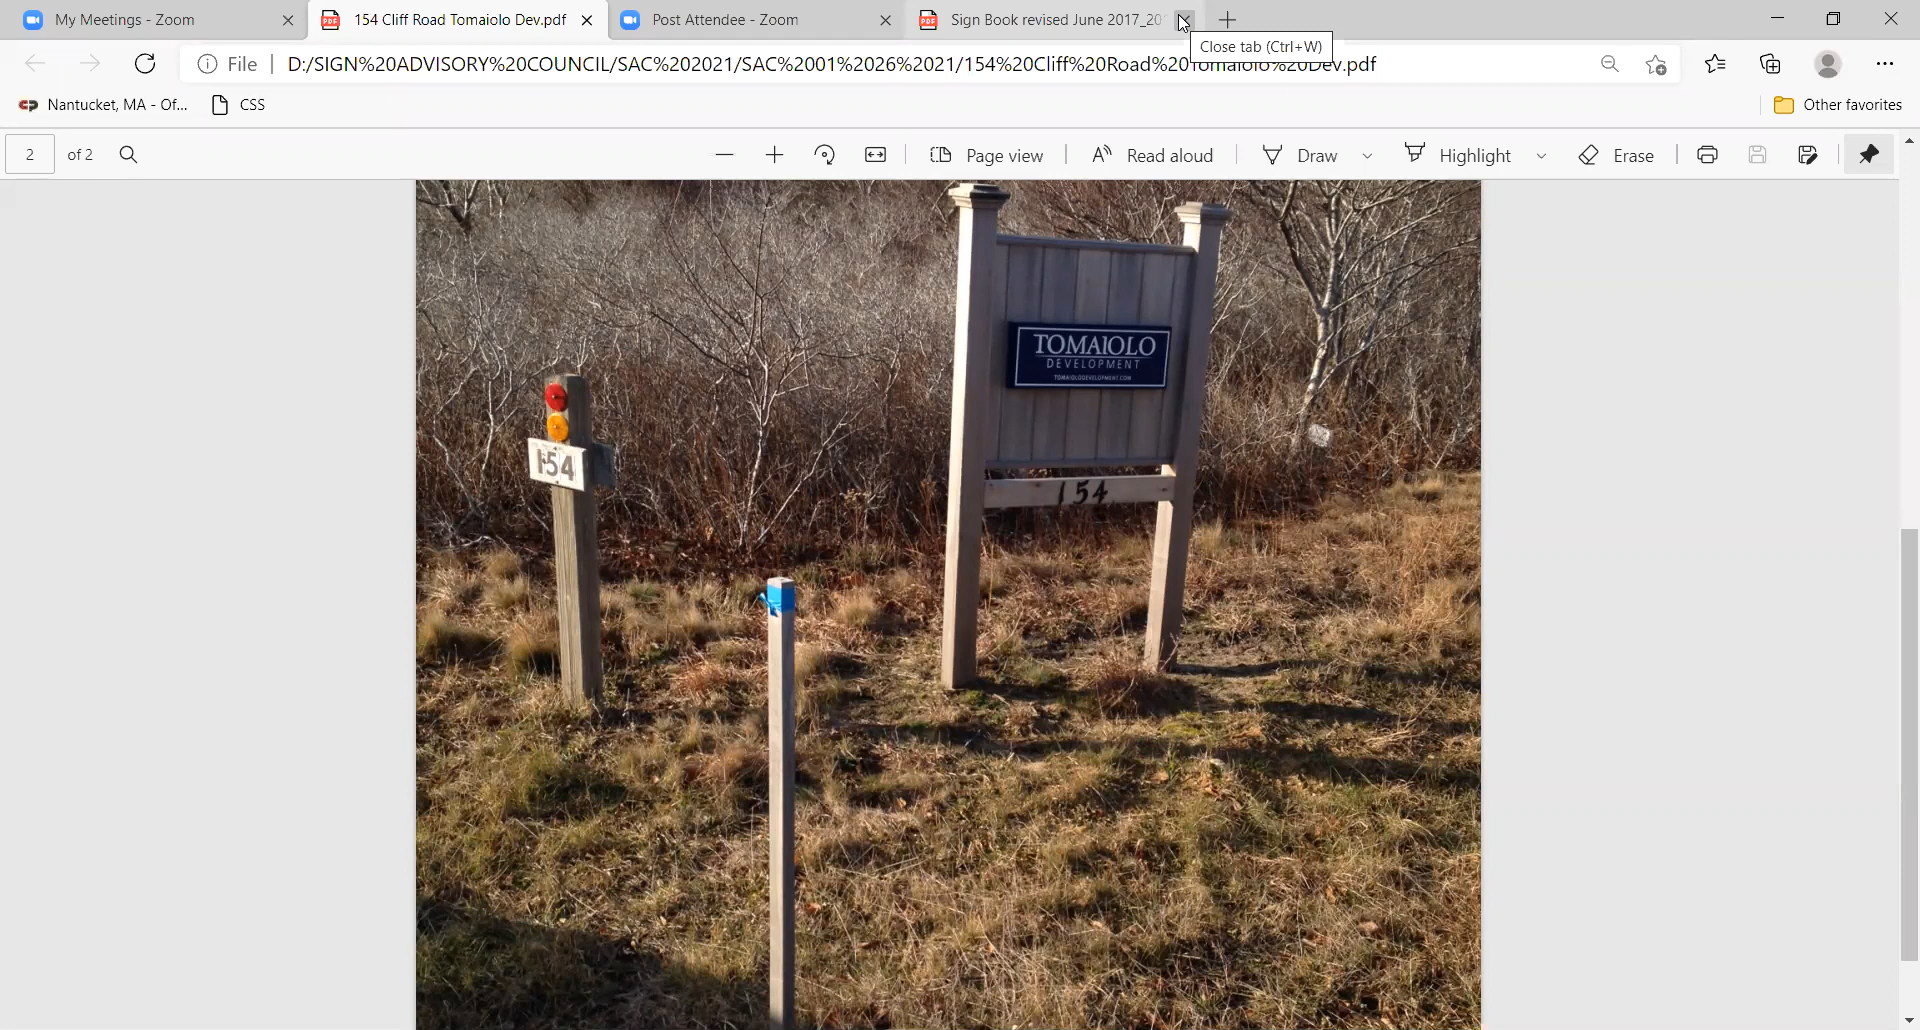 My Meetings - Zoom
154 Cliff Road Tomaiolo Dev.pdf
Post Attendee - Zoom
Sign Book revised June 2017_20
Close tab (Ctrl+W)
File
D:/SIGN%20ADVISORY%20COUNCIL/SAC%202021/SAC%2001%2026%2021/154%20Cliff%20Road%20Tomaiolo%20Dev.pdf
Nantucket, MA - Of...
CSS
Other favorites
2
of 2
Page view
Read aloud
Draw
Highlight
Erase
TOMAIOLO
DEVELOPMENT
TOMAIOLODEVELOPMENT.COM
154
154